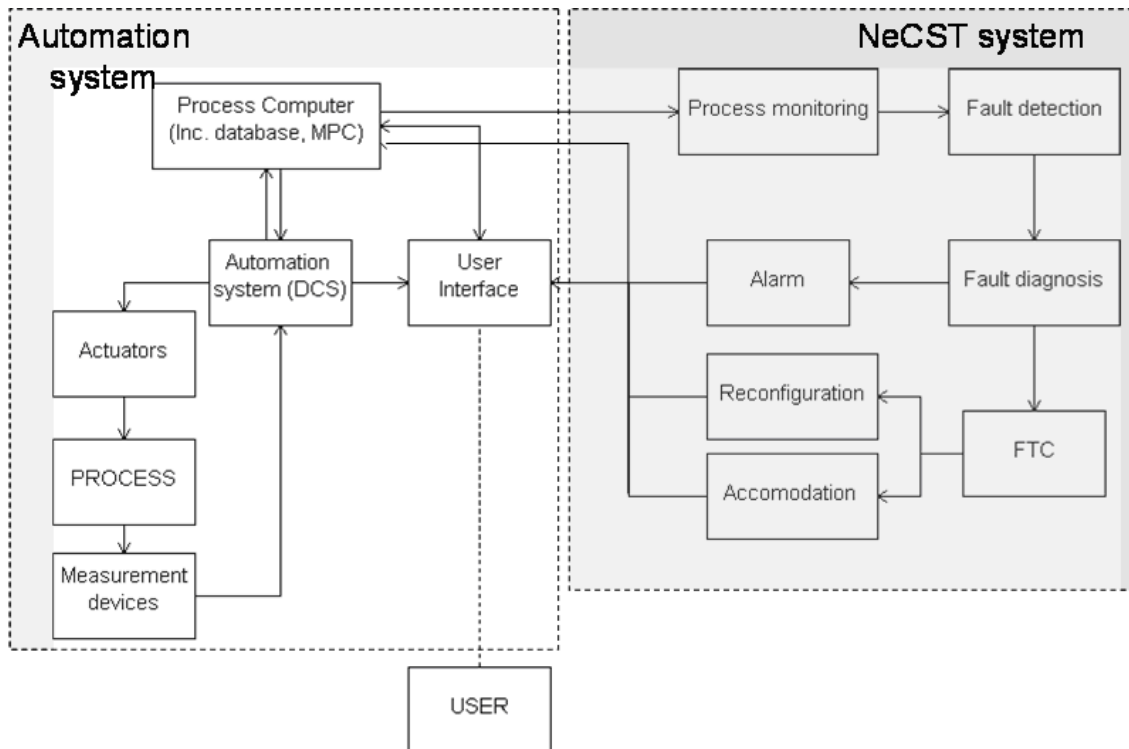 Automation
system
NeCST system
Process Computer
(Inc. database, MPC)
Process monitoring
Fault detection
Automation
system (DCS)
User
Interface
Alarm
Fault diagnosis
Actuators
Reconfiguration
FTC
PROCESS
Accomodation
Measurement
devices
USER